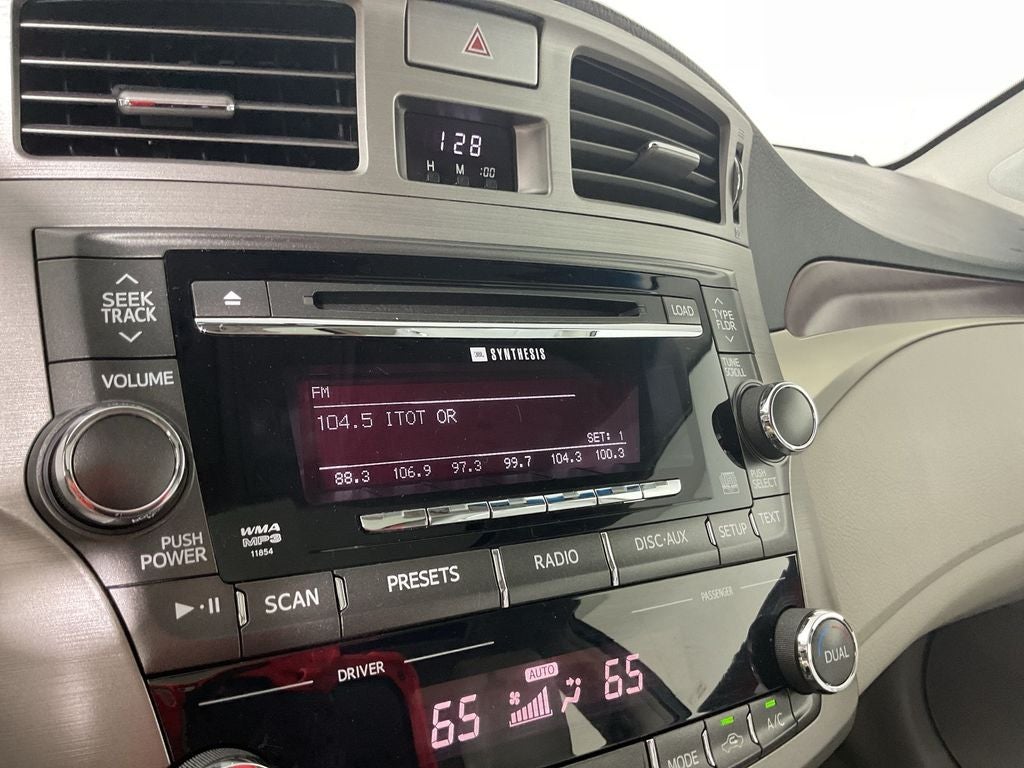 128
H M :00
SEEK
TRACK
LOAD
TYPE
FLDR
JBL SYNTHESIS
TUNE
SCROLL
VOLUME
FM
104.5 ITOT OR
SET: 1
88.3 106.9 97.3 99.7 104.3 100.3
PUSH
SELECT
WMA
MP3
11854
PUSH
POWER
SCAN
PRESETS
RADIO
DISC·AUX
SETUP
TEXT
DRIVER
PASSENGER
AUTO
65
65
DUAL
MODE
A/C